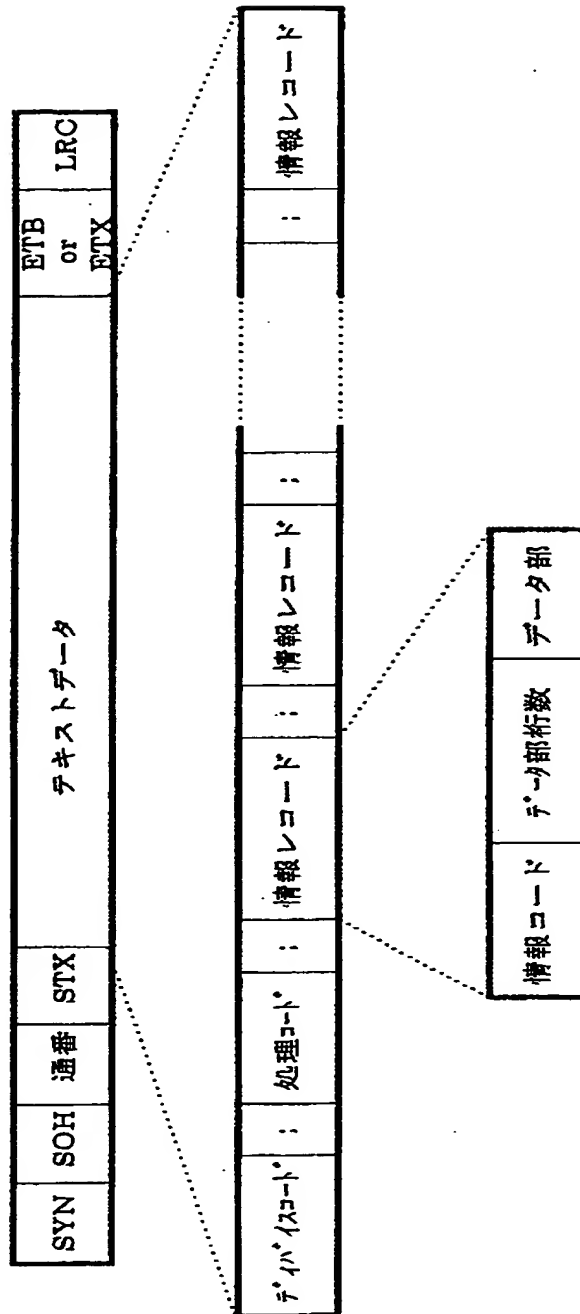 SYN
SOH
通番
STX
テキストデータ
ETB
or
ETX
LRC
ディバイスコード
;
処理コード
;
情報レコード
;
情報レコード
;
;
情報レコード
情報コード
データ部桁数
データ部